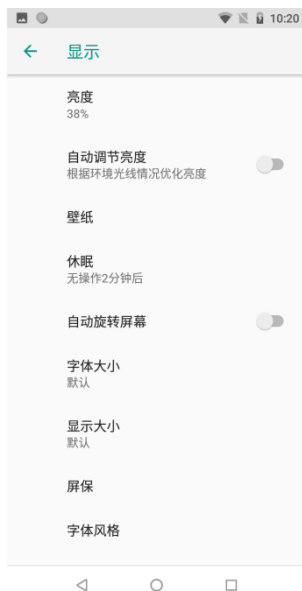 10:20
显示
亮度
38%
自动调节亮度
根据环境光线情况优化亮度
壁纸
休眠
无操作2分钟后
自动旋转屏幕
字体大小
默认
显示大小
默认
屏保
字体风格